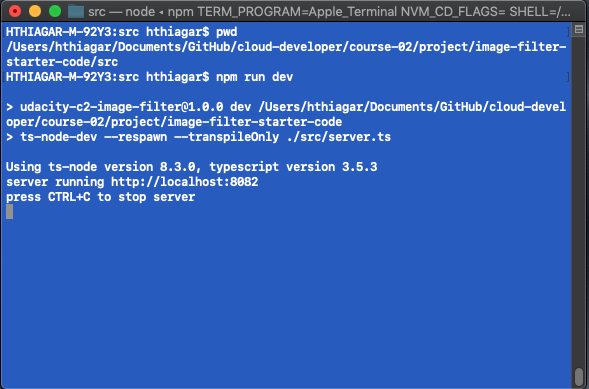 src — node ◂ npm TERM_PROGRAM=Apple_Terminal NVM_CD_FLAGS= SHELL=/...
HTHIAGAR-M-92Y3:src hthiagar$ pwd
/Users/hthiagar/Documents/GitHub/cloud-developer/course-02/project/image-filter-
starter-code/src
HTHIAGAR-M-92Y3:src hthiagar$ npm run dev
> udacity-c2-image-filter@1.0.0 dev /Users/hthiagar/Documents/GitHub/cloud-devel
oper/course-02/project/image-filter-starter-code
> ts-node-dev --respawn --transpileOnly ./src/server.ts
Using ts-node version 8.3.0, typescript version 3.5.3
server running http://localhost:8082
press CTRL+C to stop server